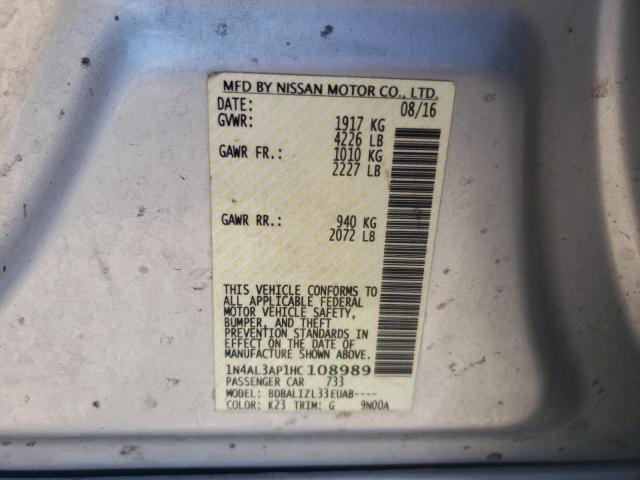 MFD BY NISSAN MOTOR CO., LTD.
DATE: 08/16
GVWR: 1917 KG
4226 LB
GAWR FR.: 1010 KG
2227 LB
GAWR RR.: 940 KG
2072 LB
THIS VEHICLE CONFORMS TO
ALL APPLICABLE FEDERAL
MOTOR VEHICLE SAFETY,
BUMPER, AND THEFT
PREVENTION STANDARDS IN
EFFECT ON THE DATE OF
MANUFACTURE SHOWN ABOVE.
1N4AL3AP1HC 108989
PASSENGER CAR 733
MODEL: BDBALIZL33EUAB----
COLOR: K23 TRIM: G 9N00A